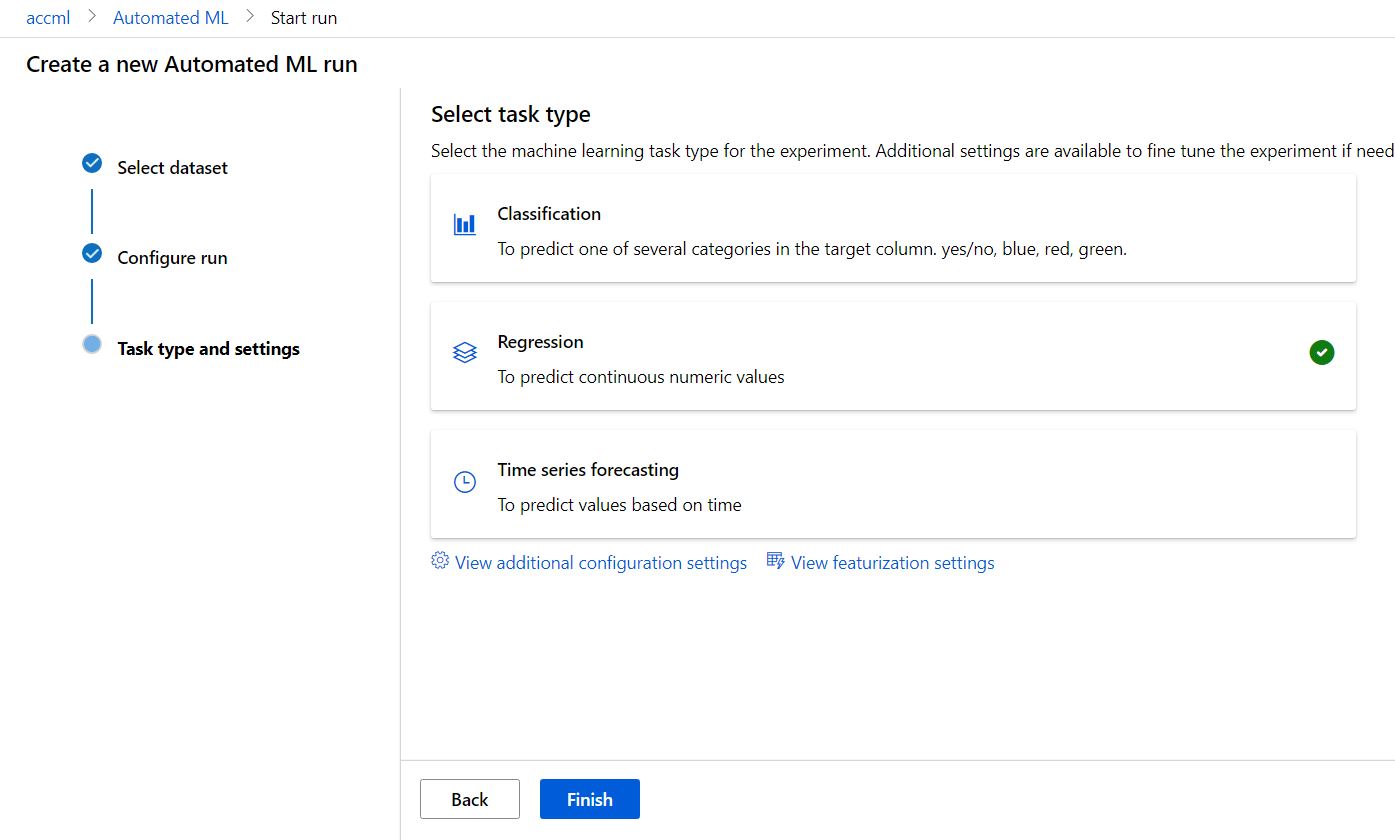 accml > Automated ML > Start run
Create a new Automated ML run
Select dataset
Configure run
Task type and settings
Select task type
Select the machine learning task type for the experiment. Additional settings are available to fine tune the experiment if need
Classification
To predict one of several categories in the target column. yes/no, blue, red, green.
Regression
To predict continuous numeric values
Time series forecasting
To predict values based on time
View additional configuration settings View featurization settings
Back Finish